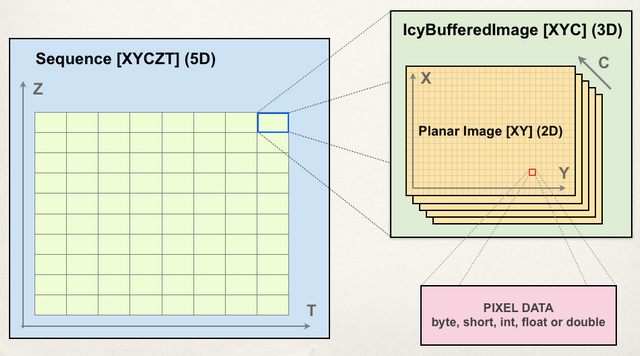 Sequence [XYCZT] (5D)
Z
T
IcyBufferedImage [XYC] (3D)
C
X
Planar Image [XY] (2D)
Y
PIXEL DATA
byte, short, int, float or double